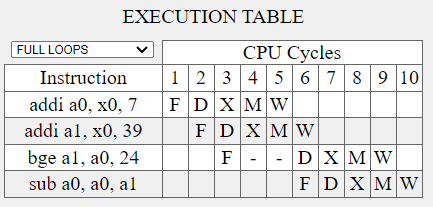 EXECUTION TABLE
FULL LOOPS CPU Cycles
Instruction 1 2 3 4 5 6 7 8 9 10
addi a0, x0, 7 F D X M W
addi a1, x0, 39 F D X M W
bge a1, a0, 24 F - - D X M W
sub a0, a0, a1 F D X M W